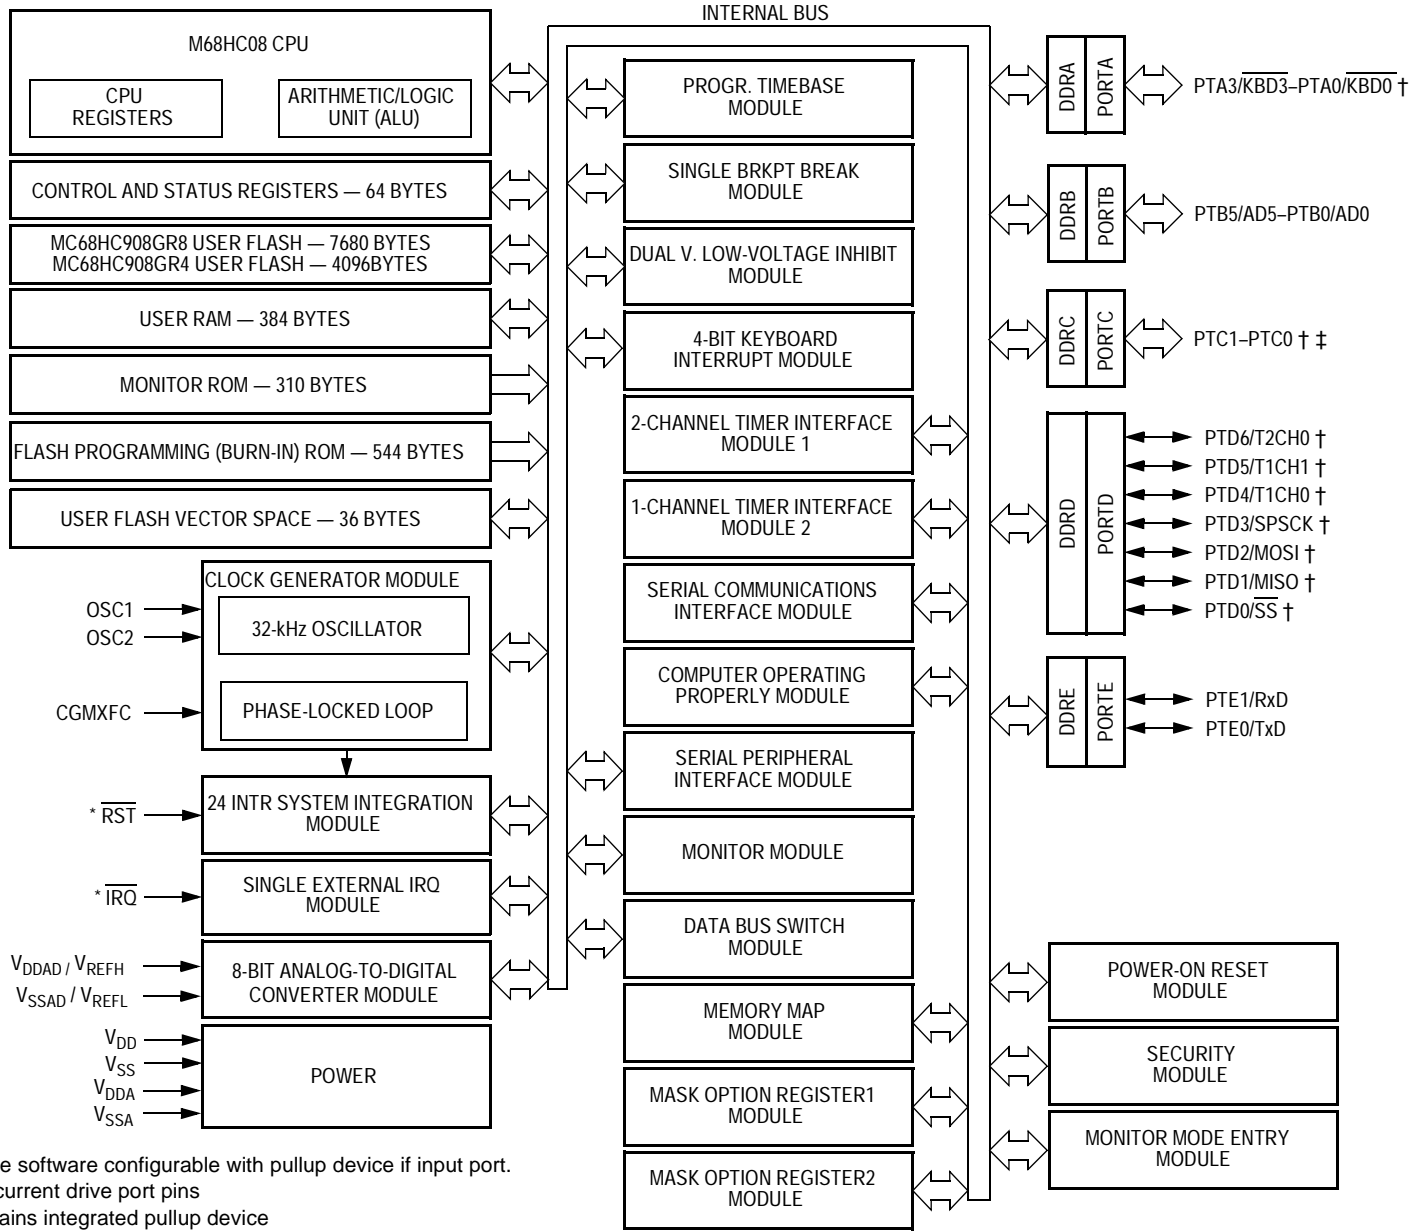 INTERNAL BUS
M68HC08 CPU
CPU
REGISTERS
ARITHMETIC/LOGIC
UNIT (ALU)
CONTROL AND STATUS REGISTERS — 64 BYTES
MC68HC908GR8 USER FLASH — 7680 BYTES
MC68HC908GR4 USER FLASH — 4096BYTES
USER RAM — 384 BYTES
MONITOR ROM — 310 BYTES
FLASH PROGRAMMING (BURN-IN) ROM — 544 BYTES
USER FLASH VECTOR SPACE — 36 BYTES
CLOCK GENERATOR MODULE
OSC1
OSC2
32-kHz OSCILLATOR
CGMXFC
PHASE-LOCKED LOOP
* RST
24 INTR SYSTEM INTEGRATION
MODULE
* IRQ
SINGLE EXTERNAL IRQ
MODULE
VDDAD / VREFH
VSSAD / VREFL
8-BIT ANALOG-TO-DIGITAL
CONVERTER MODULE
VDD
VSS
VDDA
VSSA
POWER
PROGR. TIMEBASE
MODULE
SINGLE BRKPT BREAK
MODULE
DUAL V. LOW-VOLTAGE INHIBIT
MODULE
4-BIT KEYBOARD
INTERRUPT MODULE
2-CHANNEL TIMER INTERFACE
MODULE 1
1-CHANNEL TIMER INTERFACE
MODULE 2
SERIAL COMMUNICATIONS
INTERFACE MODULE
COMPUTER OPERATING
PROPERLY MODULE
SERIAL PERIPHERAL
INTERFACE MODULE
MONITOR MODULE
DATA BUS SWITCH
MODULE
MEMORY MAP
MODULE
MASK OPTION REGISTER1
MODULE
MASK OPTION REGISTER2
MODULE
DDRA
PORTA
PTA3/KBD3–PTA0/KBD0 †
DDRB
PORTB
PTB5/AD5–PTB0/AD0
DDRC
PORTC
PTC1–PTC0 † ‡
DDRD
PORTD
PTD6/T2CH0 †
PTD5/T1CH1 †
PTD4/T1CH0 †
PTD3/SPSCK †
PTD2/MOSI †
PTD1/MISO †
PTD0/SS †
DDRE
PORTE
PTE1/RxD
PTE0/TxD
POWER-ON RESET
MODULE
SECURITY
MODULE
MONITOR MODE ENTRY
MODULE
e software configurable with pullup device if input port.
current drive port pins
ains integrated pullup device